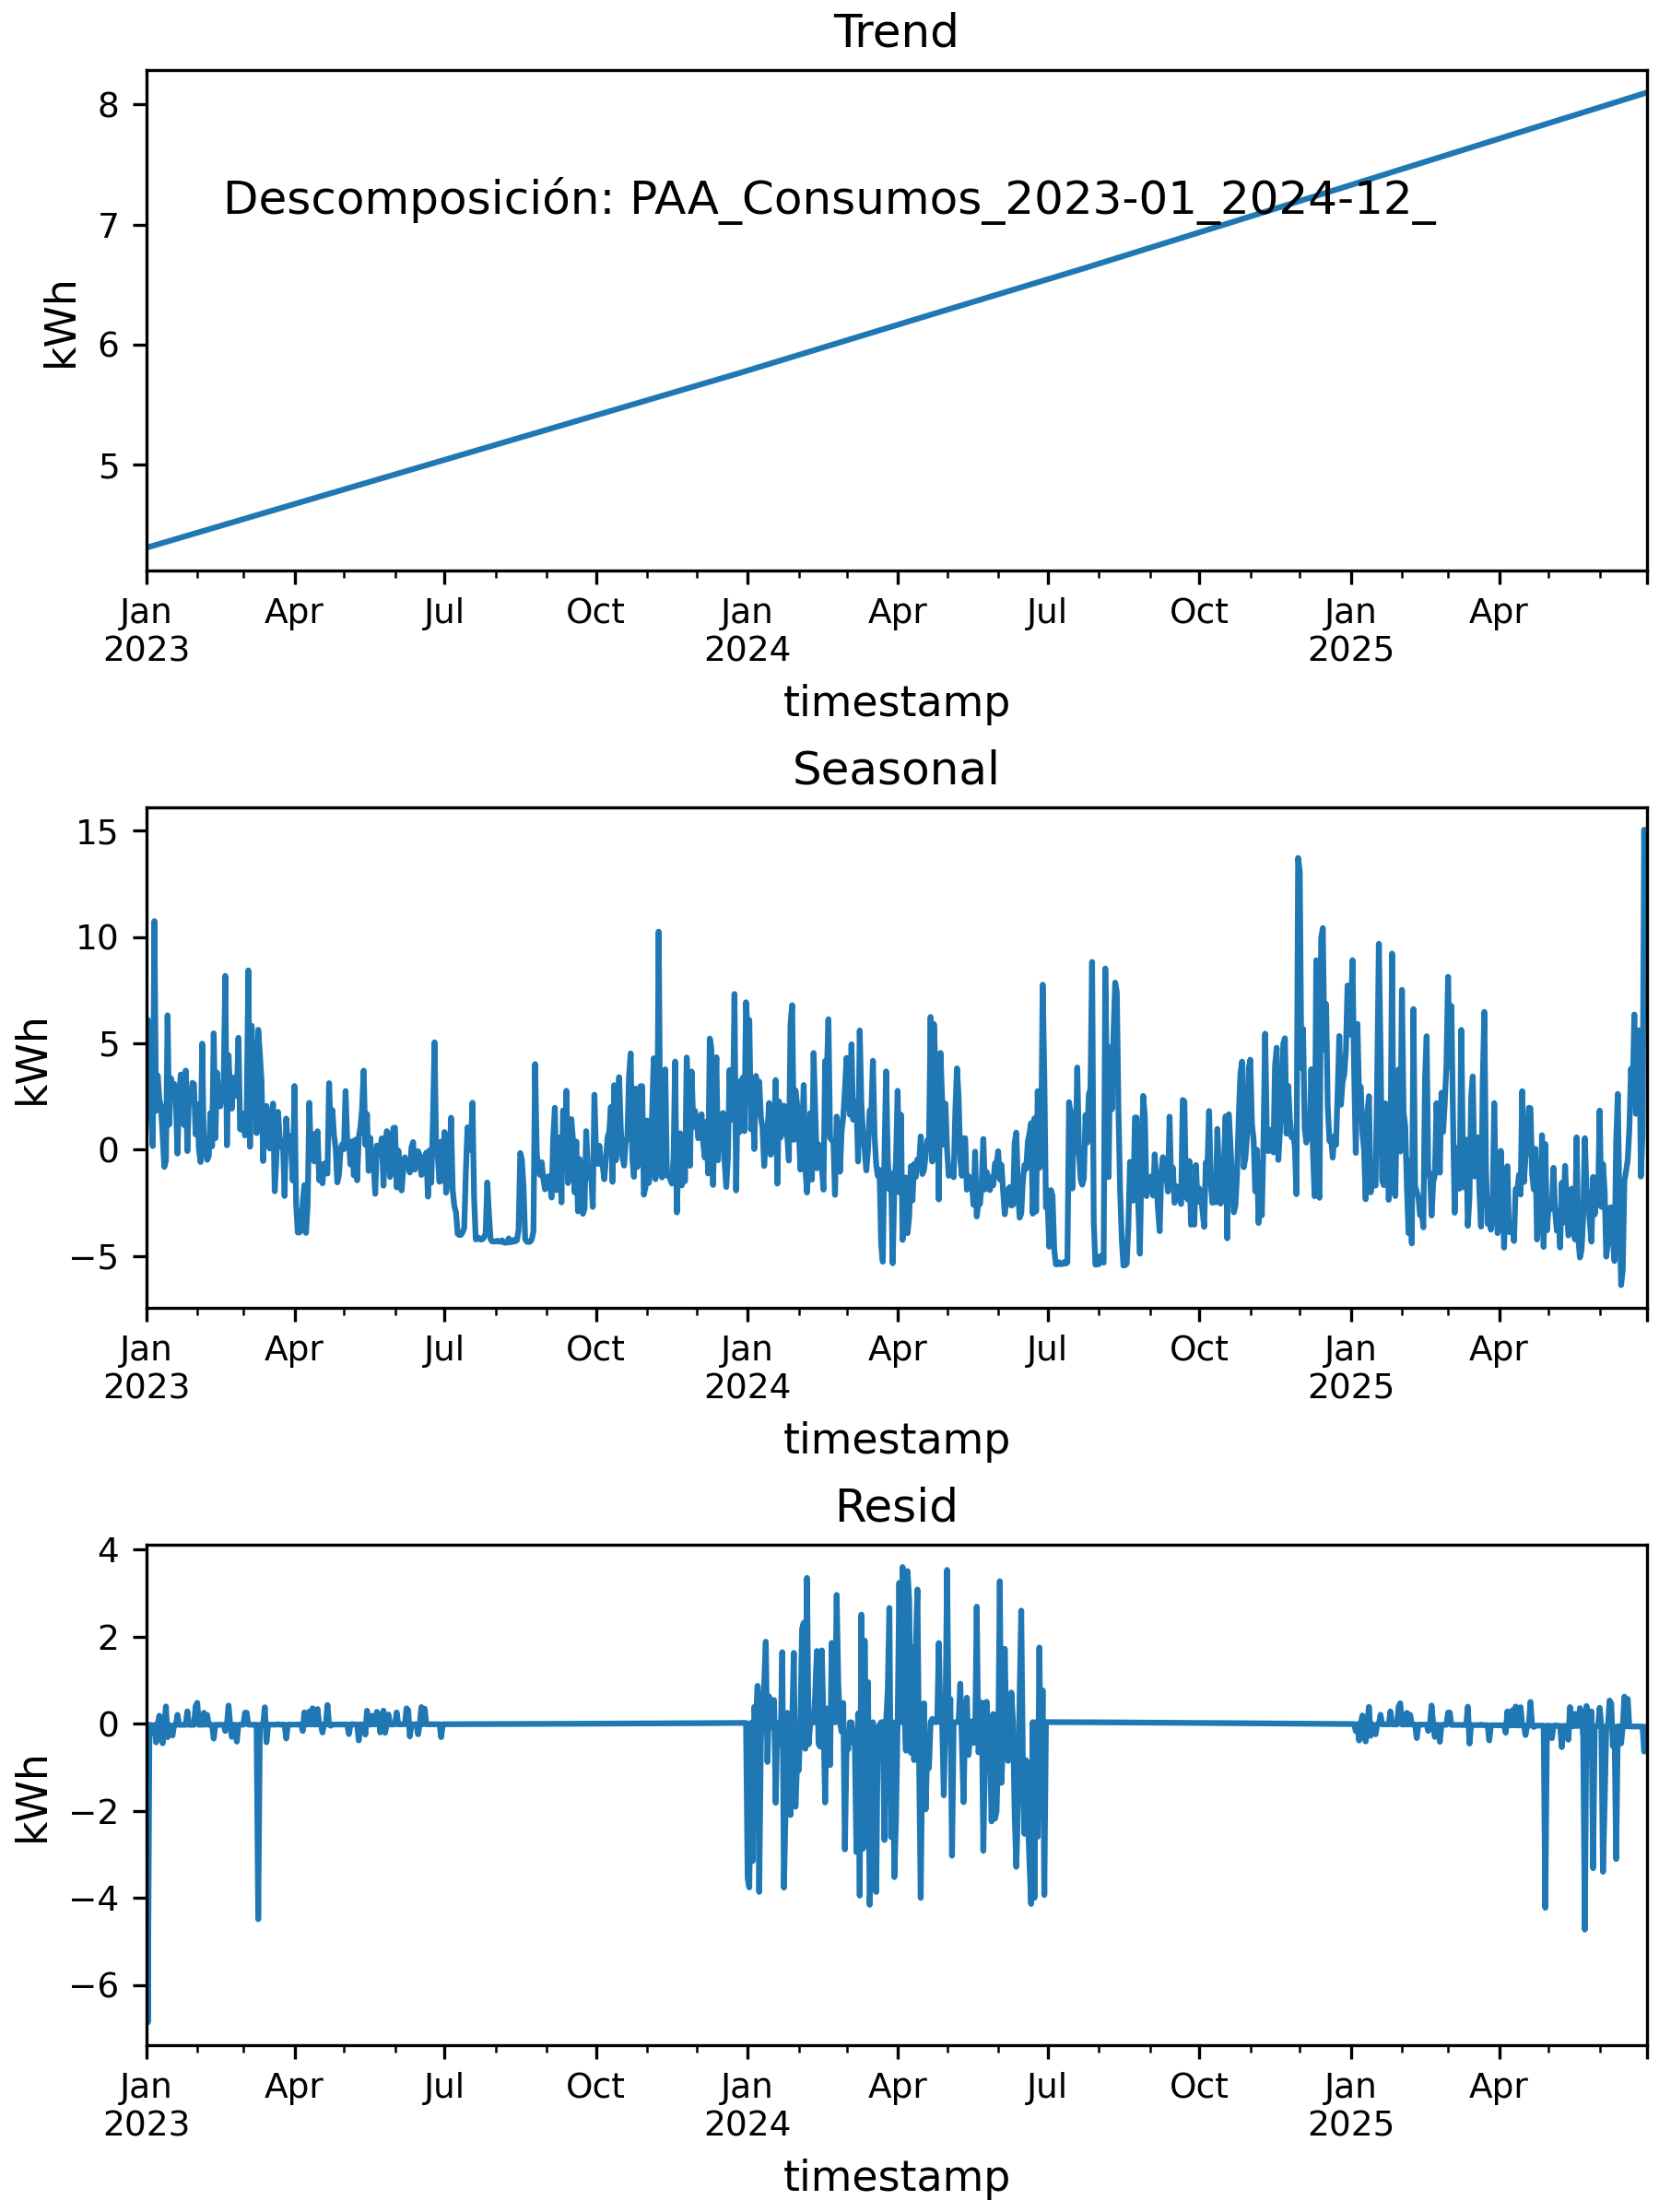 Trend
8
7
6
5
kWh
Descomposición: PAA_Consumos_2023-01_2024-12_
Jan Apr Jul Oct Jan Apr Jul Oct Jan Apr
2023 2024 2025
timestamp
Seasonal
15
10
5
0
−5
kWh
Jan Apr Jul Oct Jan Apr Jul Oct Jan Apr
2023 2024 2025
timestamp
Resid
4
2
0
−2
−4
−6
kWh
Jan Apr Jul Oct Jan Apr Jul Oct Jan Apr
2023 2024 2025
timestamp